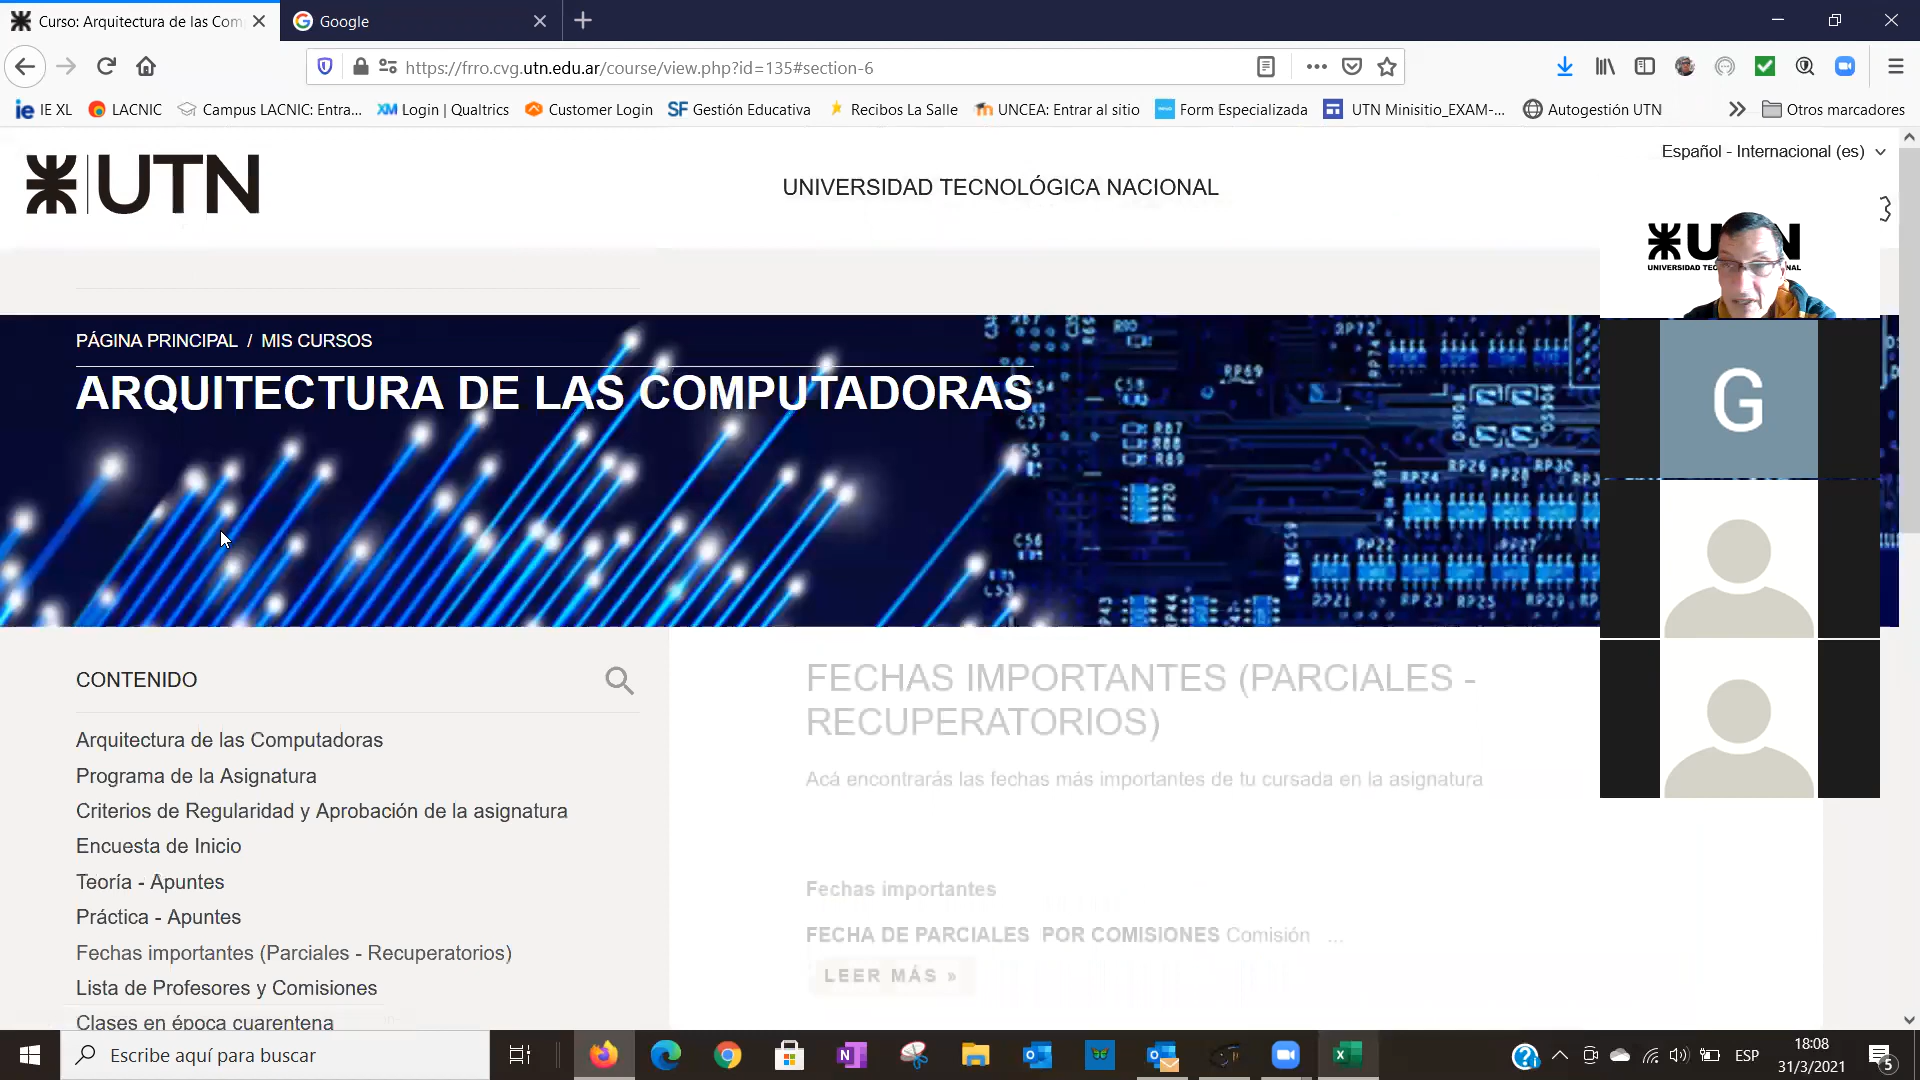 Curso: Arquitectura de las Com
Google
https://frro.cvg.utn.edu.ar/course/view.php?id=135#section-6
IE XL
LACNIC
Campus LACNIC: Entra...
XM Login | Qualtrics
Customer Login
SF Gestión Educativa
Recibos La Salle
UNCEA: Entrar al sitio
Form Especializada
UTN Minisitio_EXAM-...
Autogestión UTN
Otros marcadores
Español - Internacional (es)
UTN
UNIVERSIDAD TECNOLÓGICA NACIONAL
PÁGINA PRINCIPAL / MIS CURSOS
ARQUITECTURA DE LAS COMPUTADORAS
G
CONTENIDO
Arquitectura de las Computadoras
Programa de la Asignatura
Criterios de Regularidad y Aprobación de la asignatura
Encuesta de Inicio
Teoría - Apuntes
Práctica - Apuntes
Fechas importantes (Parciales - Recuperatorios)
Lista de Profesores y Comisiones
Clases en época cuarentena
FECHAS IMPORTANTES (PARCIALES -
RECUPERATORIOS)
Acá encontrarás las fechas más importantes de tu cursada en la asignatura
Fechas importantes
FECHA DE PARCIALES POR COMISIONES Comisión ...
LEER MÁS »
Escribe aquí para buscar
ESP
18:08
31/3/2021
5